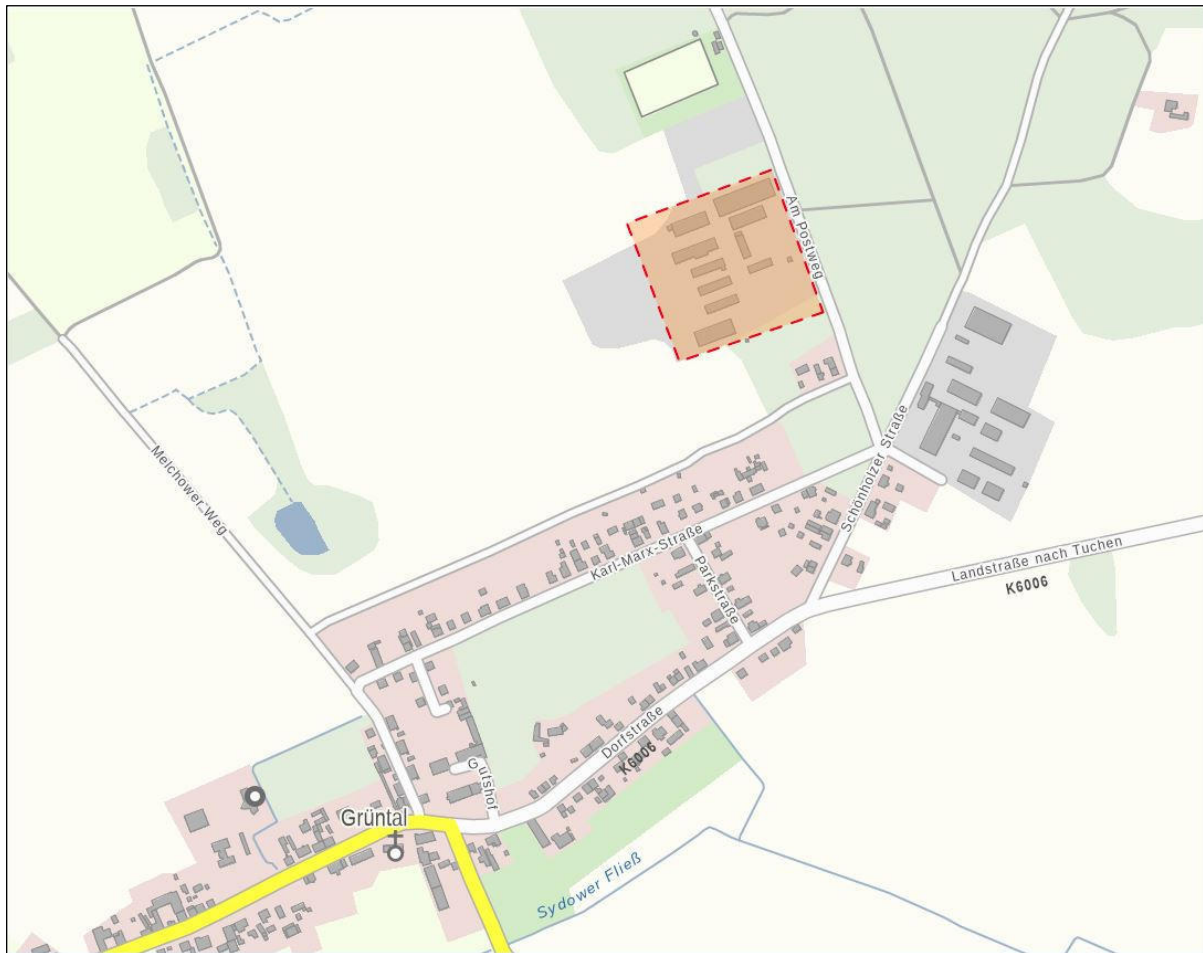 Am Postweg
Schönholzer Straße
Melchower Weg
Karl-Marx-Straße
Parkstraße
Landstraße nach Tuchen
K6006
Dorfstraße
K6006
Gutshof
Grüntal
Sydower Fließ